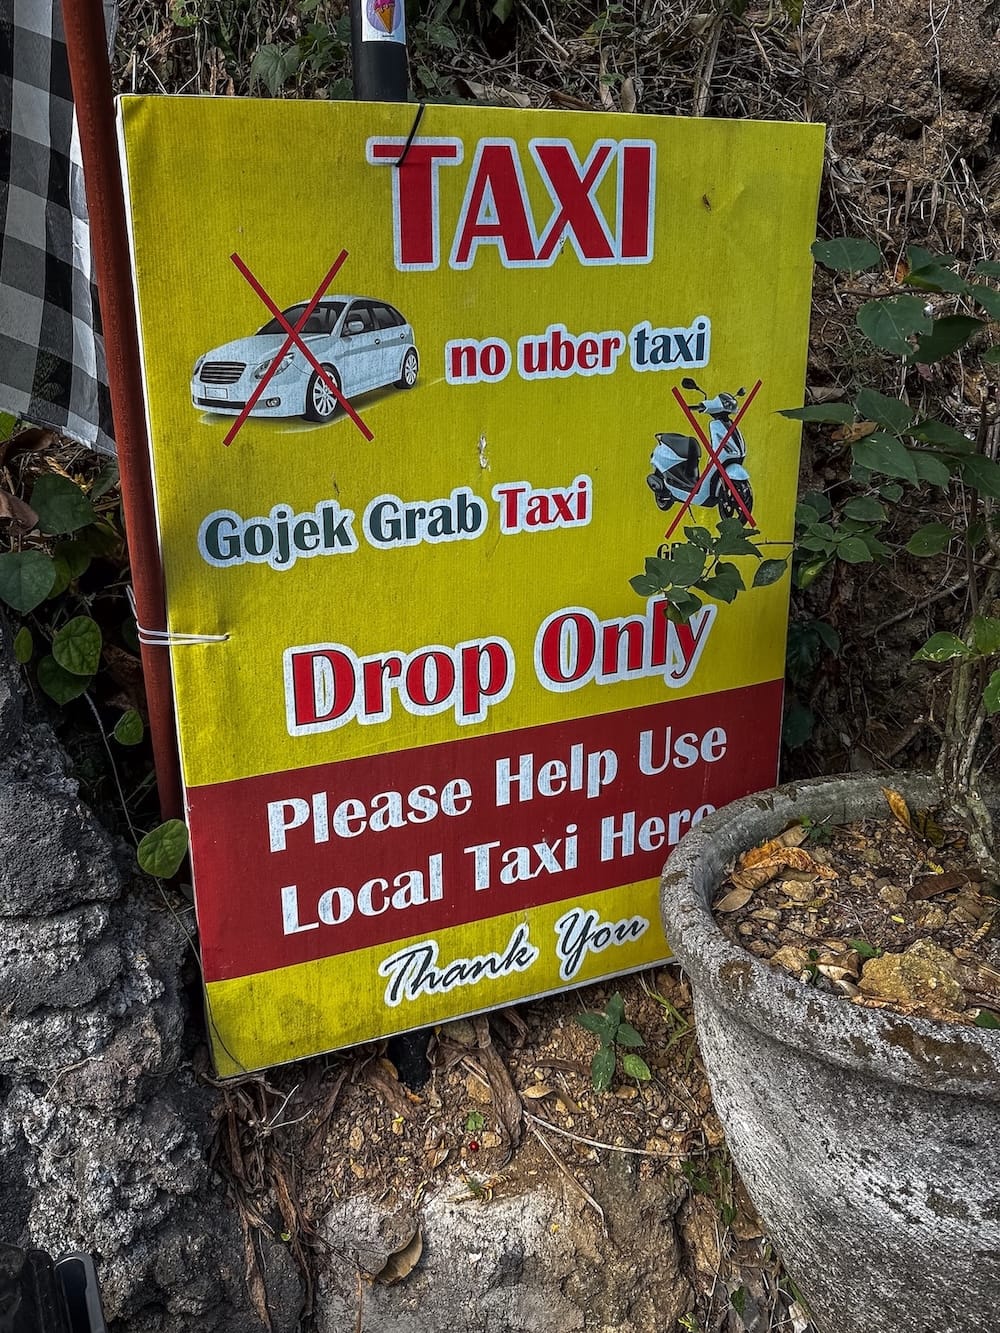 TAXI
no uber taxi
Gojek Grab Taxi
Drop Only
Please Help Use
Local Taxi Here
Thank You